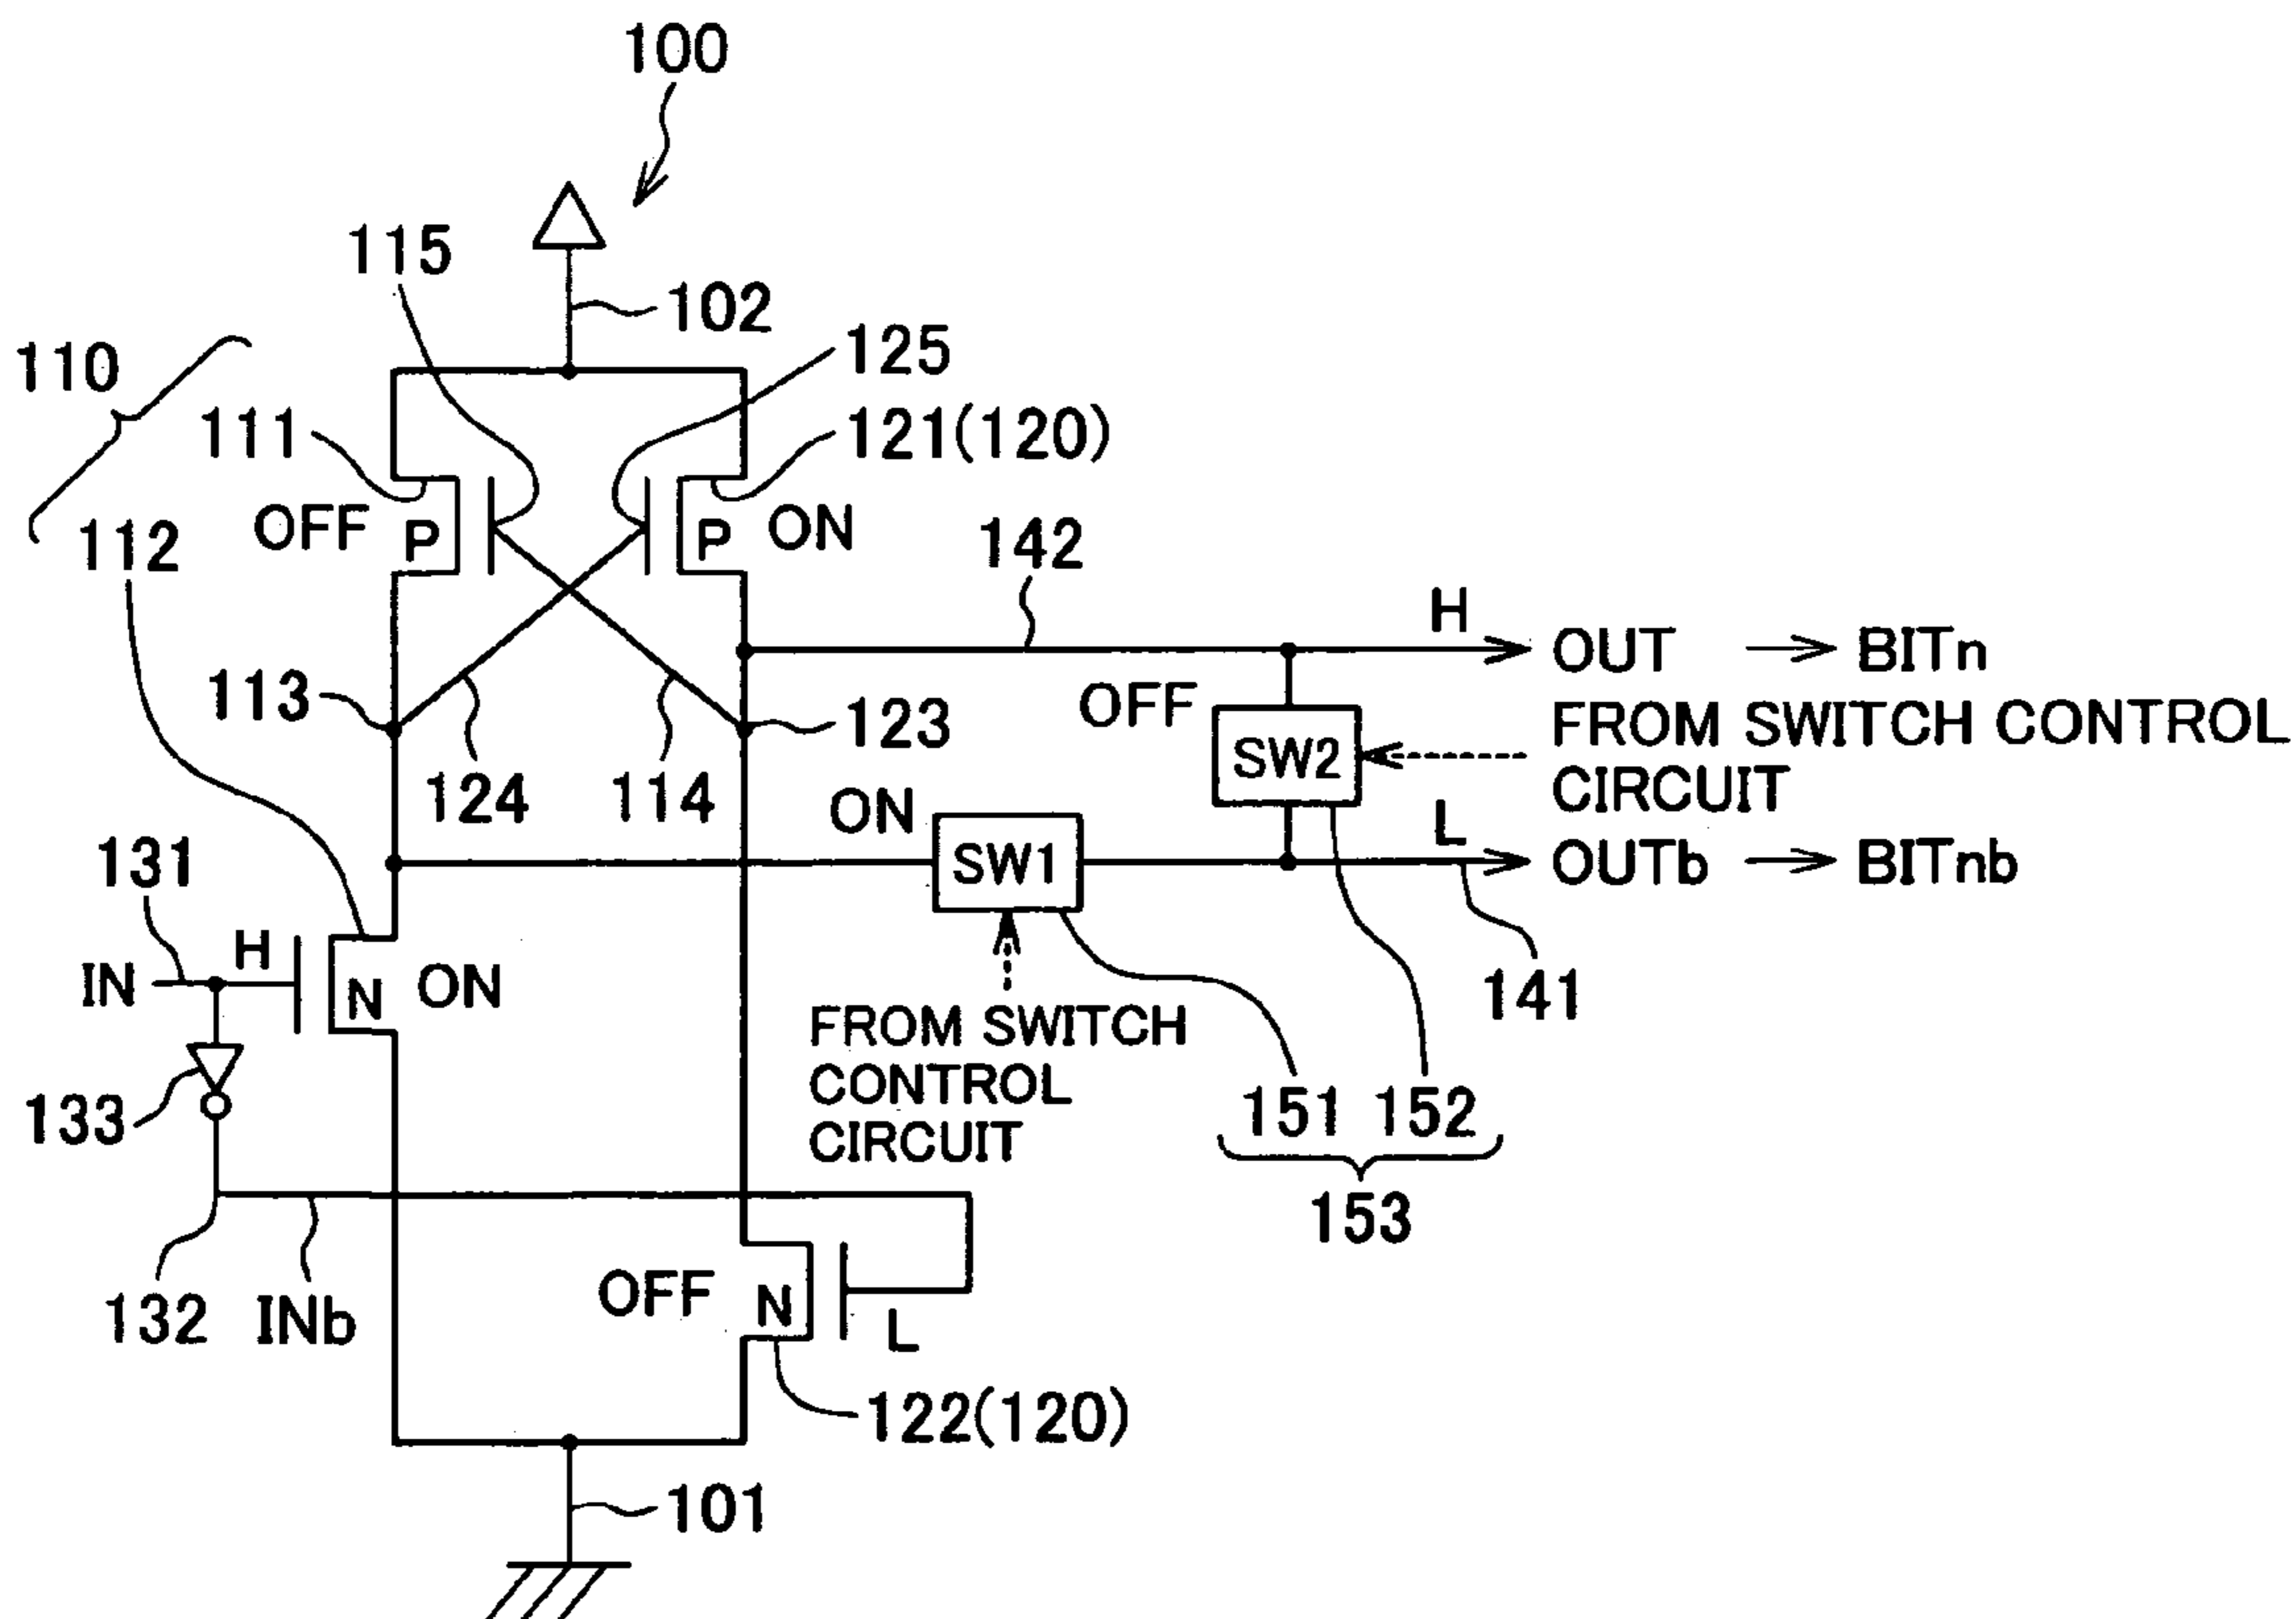 100
115
102
125
110
111
121(120)
112
OFF
P
P
ON
142
H
OUT
BITn
113
123
OFF
FROM SWITCH CONTROL
CIRCUIT
SW2
124
114
ON
L
131
SW1
OUTb
BITnb
H
IN
N
ON
141
FROM SWITCH
CONTROL
CIRCUIT
133
151
152
153
132
INb
OFF
N
L
122(120)
101